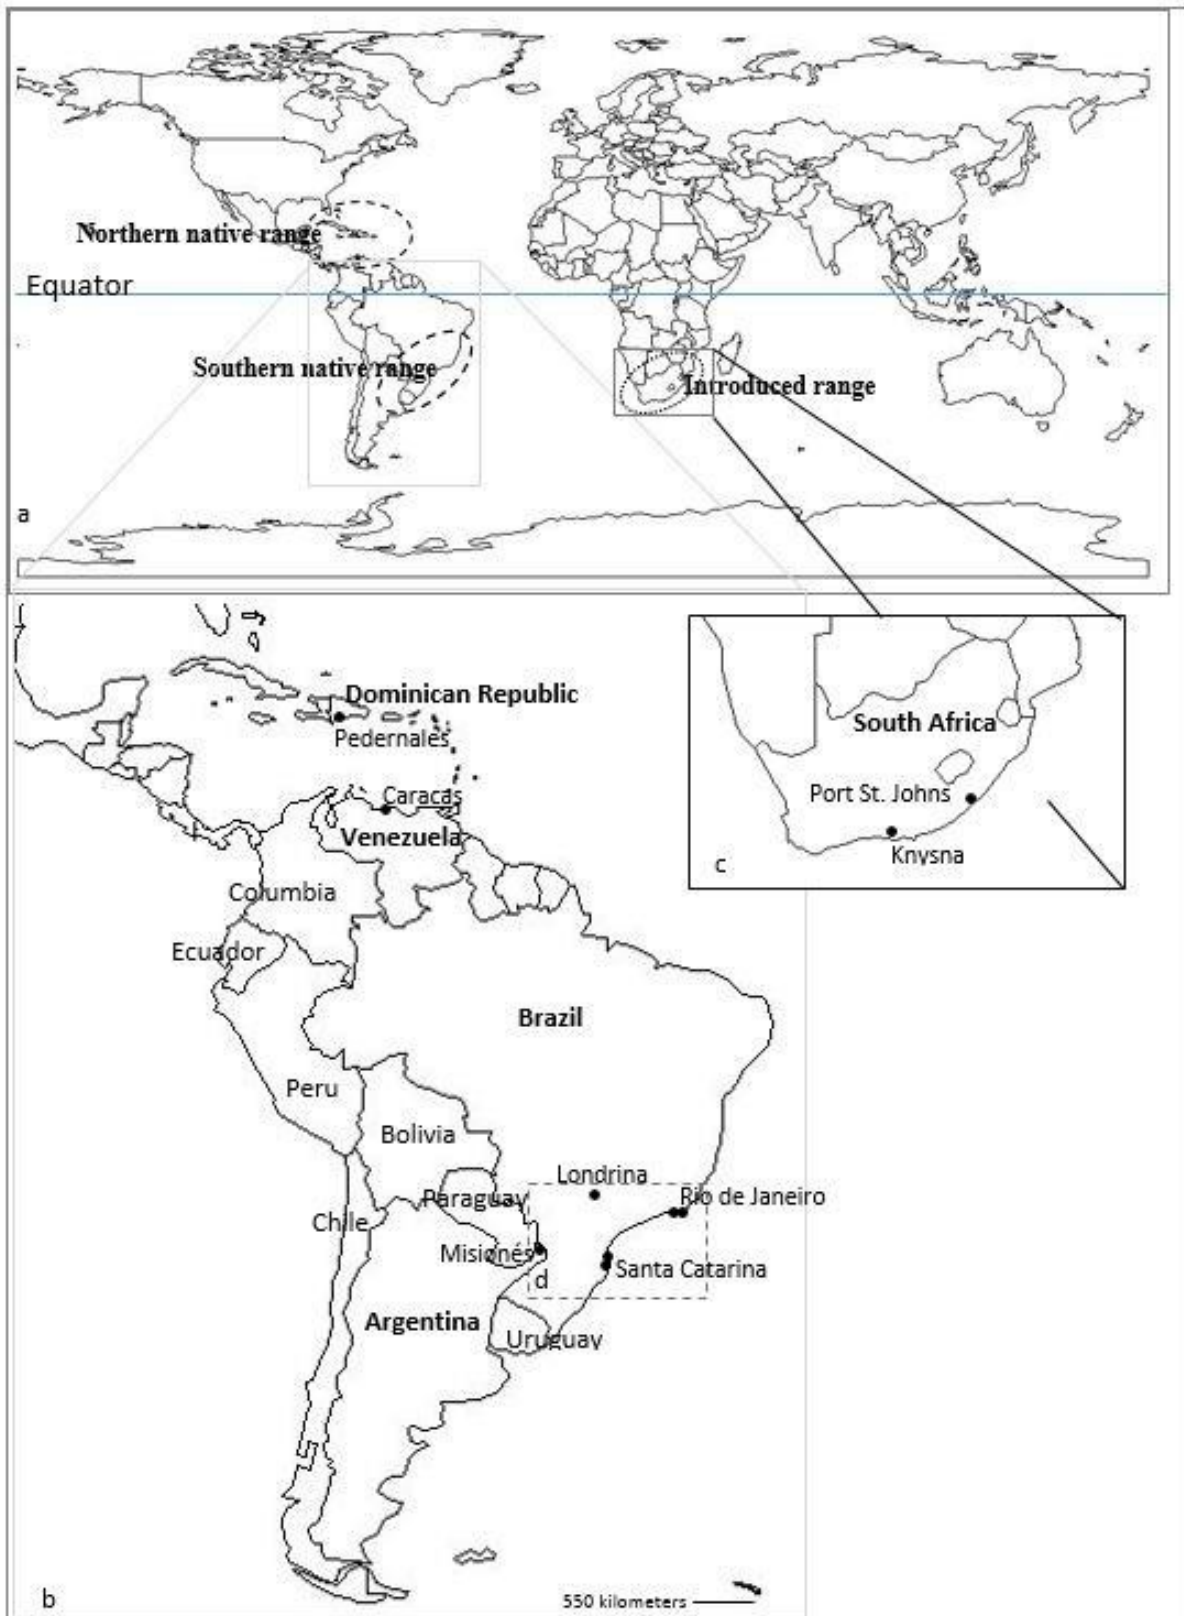 Northern native range
Equator
Southern native range
Introduced range
a
Dominican Republic
Pedernales
Caracas
Venezuela
Columbia
Ecuador
Brazil
Peru
Bolivia
Londrina
Paraguay
Rio de Janeiro
Chile
Misionés
d
Santa Catarina
Argentina
Uruguay
b
550 kilometers
South Africa
Port St. Johns
Knysna
c